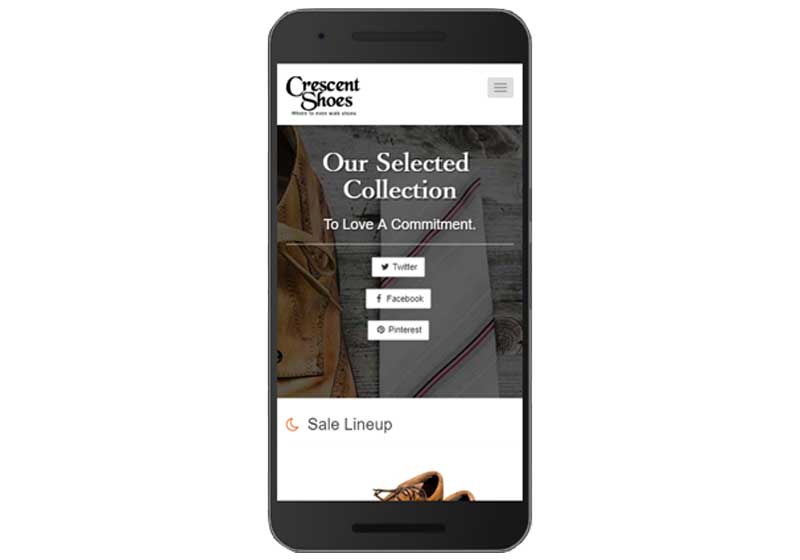 Crescent
Shoes
Where to even walk shoes
Our Selected
Collection
To Love A Commitment.
Twitter
Facebook
Pinterest
Sale Lineup